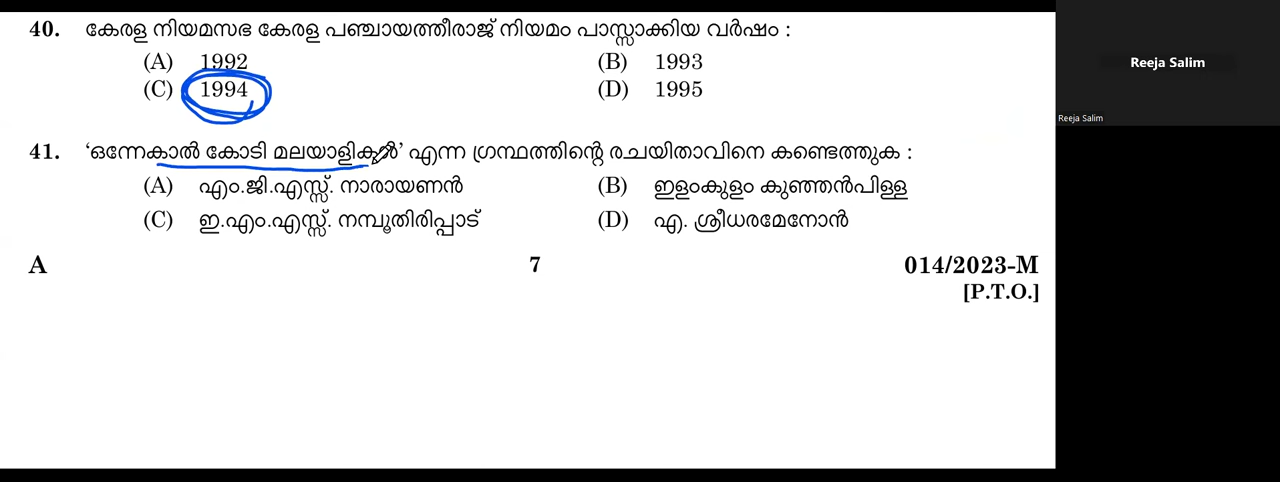 40. കേരള നിയമസഭ കേരള പഞ്ചായത്തീരാജ് നിയമം പാസ്സാക്കിയ വർഷം :
(A) 1992 (B) 1993
(C) 1994 (D) 1995
41. ‘ഒന്നേകാൽ കോടി മലയാളികൾ’ എന്ന ഗ്രന്ഥത്തിന്റെ രചയിതാവിനെ കണ്ടെത്തുക :
(A) എം.ജി.എസ്സ്. നാരായണൻ (B) ഇളംകുളം കുഞ്ഞൻപിള്ള
(C) ഇ.എം.എസ്സ്. നമ്പൂതിരിപ്പാട് (D) എ. ശ്രീധരമേനോൻ
A 7 014/2023-M
[P.T.O.]
Reeja Salim
Reeja Salim